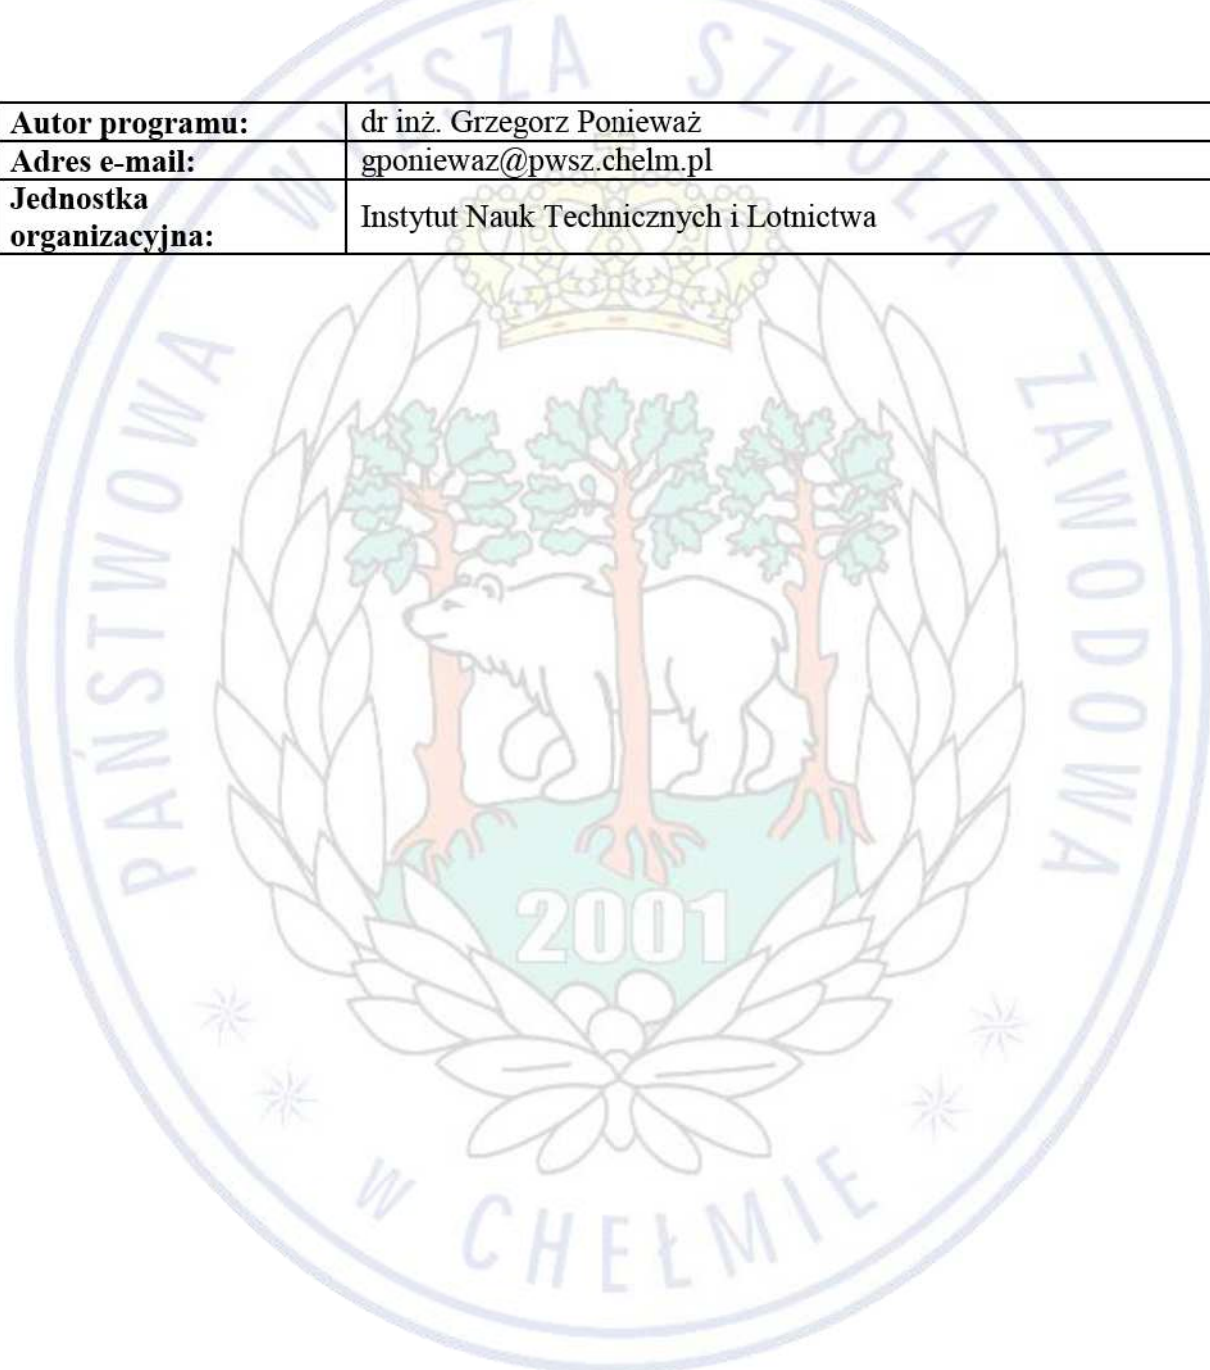 Autor programu: dr inż. Grzegorz Ponieważ
Adres e-mail: gponiewaz@pwsz.chelm.pl
Jednostka
organizacyjna: Instytut Nauk Technicznych i Lotnictwa
PAŃSTWOWA WYŻSZA SZKOŁA ZAWODOWA
2001
W CHEŁMIE